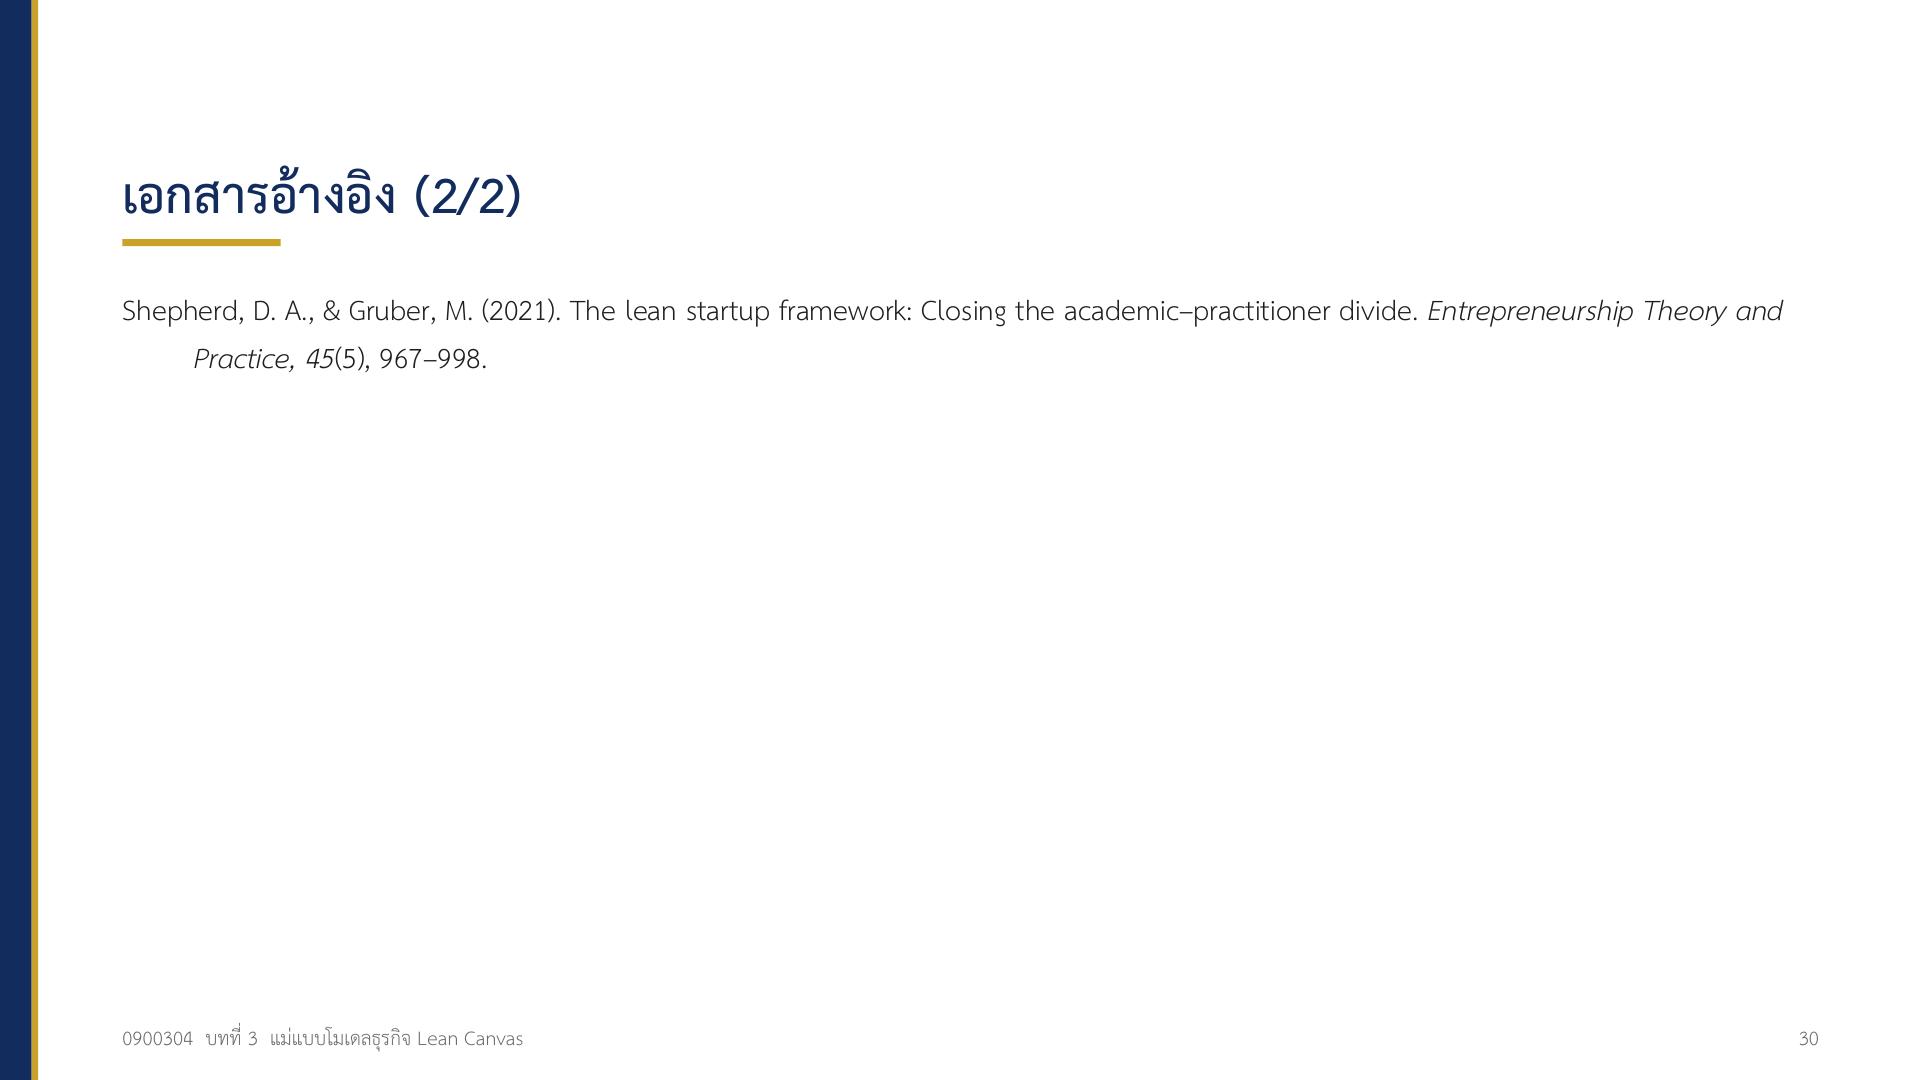 เอกสารอ้างอิง (2/2)
Shepherd, D. A., & Gruber, M. (2021). The lean startup framework: Closing the academic–practitioner divide. Entrepreneurship Theory and
Practice, 45(5), 967–998.
0900304 บทที่ 3 แม่แบบโมเดลธุรกิจ Lean Canvas
30